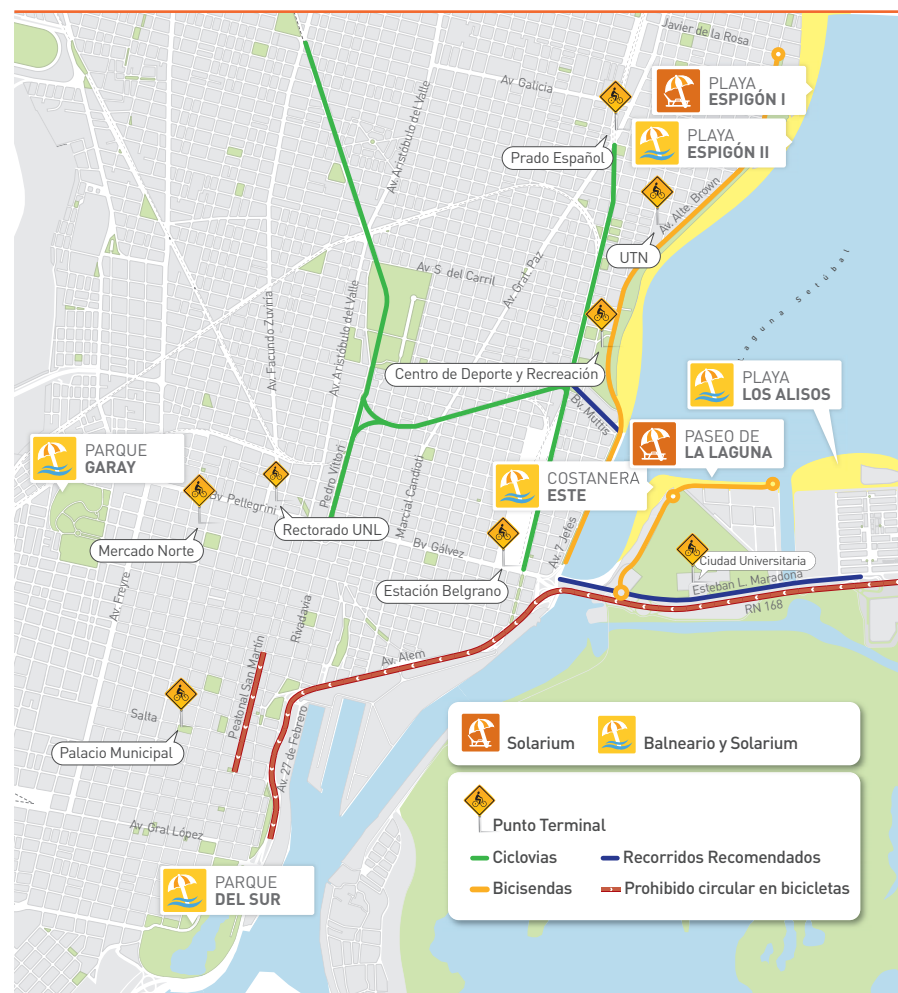 Javier de la Rosa
Av. Galicia
PLAYA
ESPIGÓN I
PLAYA
ESPIGÓN II
Prado Español
Av. Aristóbulo del Valle
Av. Alte. Brown
UTN
Av S. del Carril
Av. Gral. Paz
Laguna Setúbal
Av. Facundo Zuviría
Av. Aristóbulo del Valle
Centro de Deporte y Recreación
PLAYA
LOS ALISOS
Bv. Muttis
PASEO DE
LA LAGUNA
PARQUE
GARAY
COSTANERA
ESTE
Pedro Vittori
Marcial Candioti
Bv Pellegrini
Rectorado UNL
Mercado Norte
Bv Gálvez
Av. 7 Jefes
Ciudad Universitaria
Esteban L. Maradona
Estación Belgrano
RN 168
Av. Freyre
Rivadavia
Peatonal San Martín
Av. Alem
Salta
Palacio Municipal
Av. 27 de Febrero
Av Gral López
PARQUE
DEL SUR
Solarium
Balneario y Solarium
Punto Terminal
Ciclovias
Recorridos Recomendados
Bicisendas
Prohibido circular en bicicletas